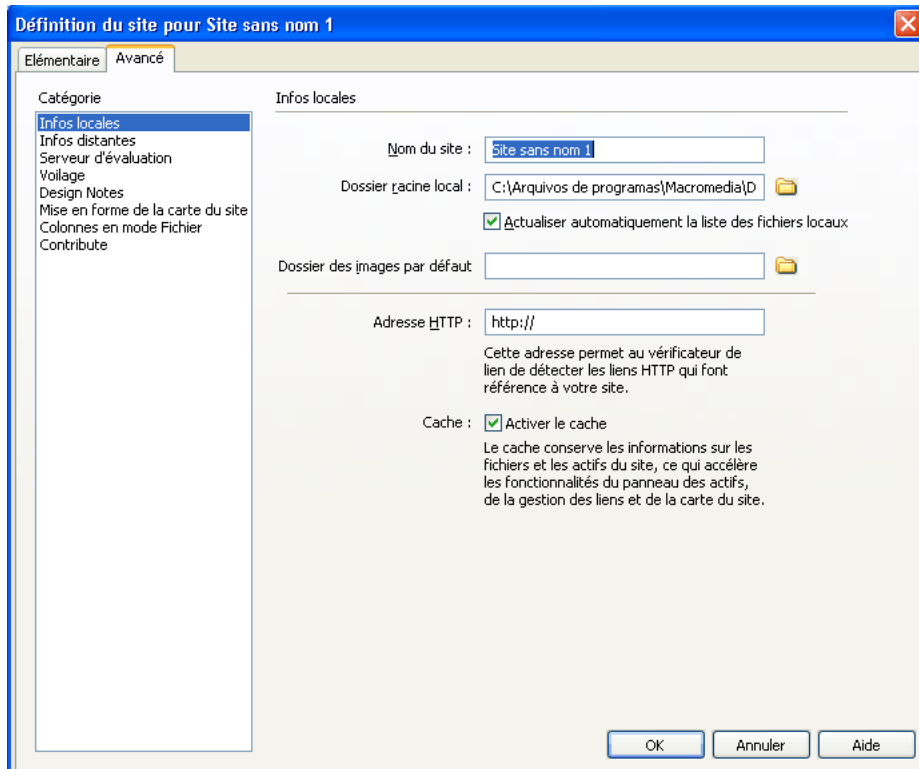 Définition du site pour Site sans nom 1
Elémentaire
Avancé
Catégorie
Infos locales
Infos distantes
Serveur d'évaluation
Voilage
Design Notes
Mise en forme de la carte du site
Colonnes en mode Fichier
Contribute
Infos locales
Nom du site : Site sans nom 1
Dossier racine local : C:\Arquivos de programas\Macromedia\D
Actualiser automatiquement la liste des fichiers locaux
Dossier des images par défaut
Adresse HTTP : http://
Cette adresse permet au vérificateur de
lien de détecter les liens HTTP qui font
référence à votre site.
Cache : Activer le cache
Le cache conserve les informations sur les
fichiers et les actifs du site, ce qui accélère
les fonctionnalités du panneau des actifs,
de la gestion des liens et de la carte du site.
OK
Annuler
Aide